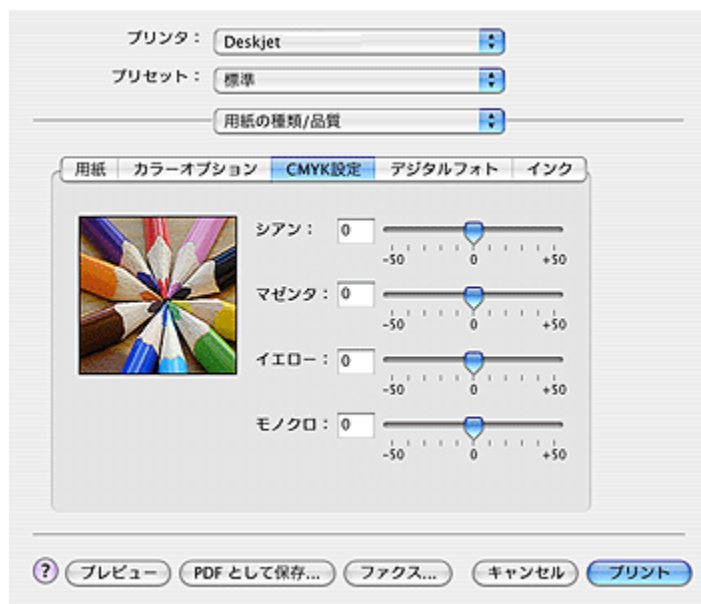 プリンタ： Deskjet
プリセット： 標準
用紙の種類/品質
用紙 カラーオプション CMYK設定 デジタルフォト インク
シアン： 0
-50 0 +50
マゼンタ： 0
-50 0 +50
イエロー： 0
-50 0 +50
モノクロ： 0
-50 0 +50
? プレビュー PDF として保存... ファクス... キャンセル プリント